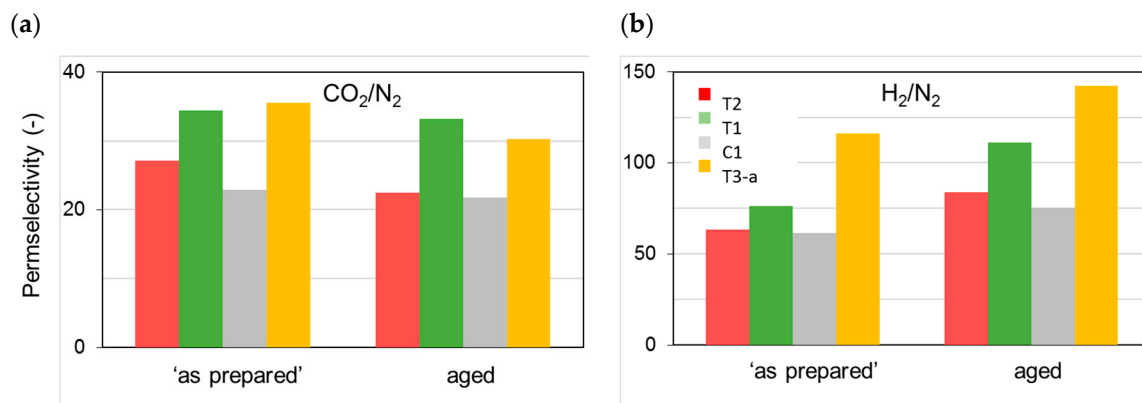 (a)
(b)
Permselectivity (-)
40
20
0
CO₂/N₂
'as prepared'
aged
150
100
50
0
H₂/N₂
T2
T1
C1
T3-a
'as prepared'
aged